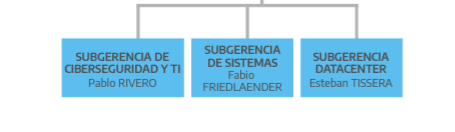 SUBGERENCIA DE
CIBERSEGURIDAD Y TI
Pablo RIVERO
SUBGERENCIA
DE SISTEMAS
Fabio
FRIEDLAENDER
SUBGERENCIA
DATACENTER
Esteban TISSERA